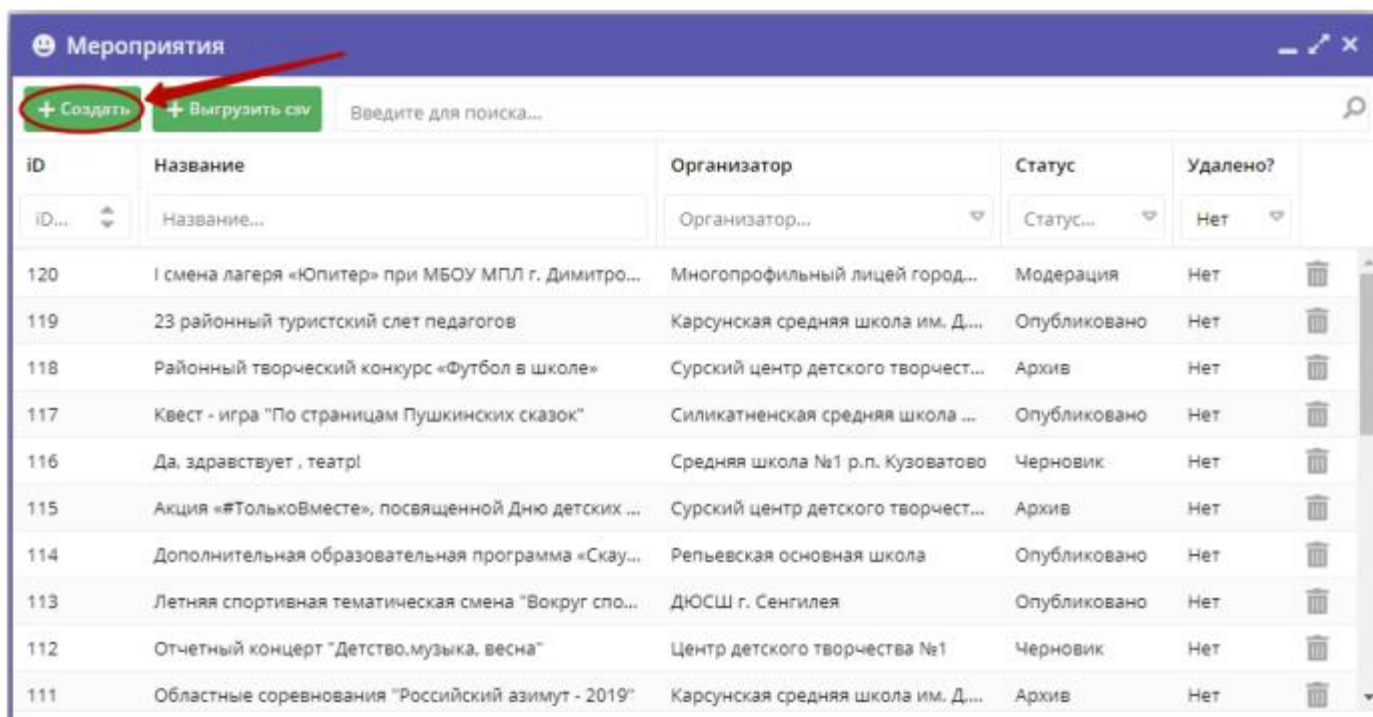 Мероприятия
+ Создать + Выгрузить csv Введите для поиска...
iD Название Организатор Статус Удалено?
iD... Название... Организатор... Статус... Нет
120 I смена лагеря «Юпитер» при МБОУ МПЛ г. Димитро... Многопрофильный лицей город... Модерация Нет
119 23 районный туристский слет педагогов Карсунская средняя школа им. Д.... Опубликовано Нет
118 Районный творческий конкурс «Футбол в школе» Сурский центр детского творчест... Архив Нет
117 Квест - игра "По страницам Пушкинских сказок" Силикатненская средняя школа ... Опубликовано Нет
116 Да, здравствует , театр! Средняя школа №1 р.п. Кузоватово Черновик Нет
115 Акция «#ТолькоВместе», посвященной Дню детских ... Сурский центр детского творчест... Архив Нет
114 Дополнительная образовательная программа «Скау... Репьевская основная школа Опубликовано Нет
113 Летняя спортивная тематическая смена "Вокруг спо... ДЮСШ г. Сенгилея Опубликовано Нет
112 Отчетный концерт "Детство,музыка, весна" Центр детского творчества №1 Черновик Нет
111 Областные соревнования "Российский азимут - 2019" Карсунская средняя школа им. Д.... Архив Нет